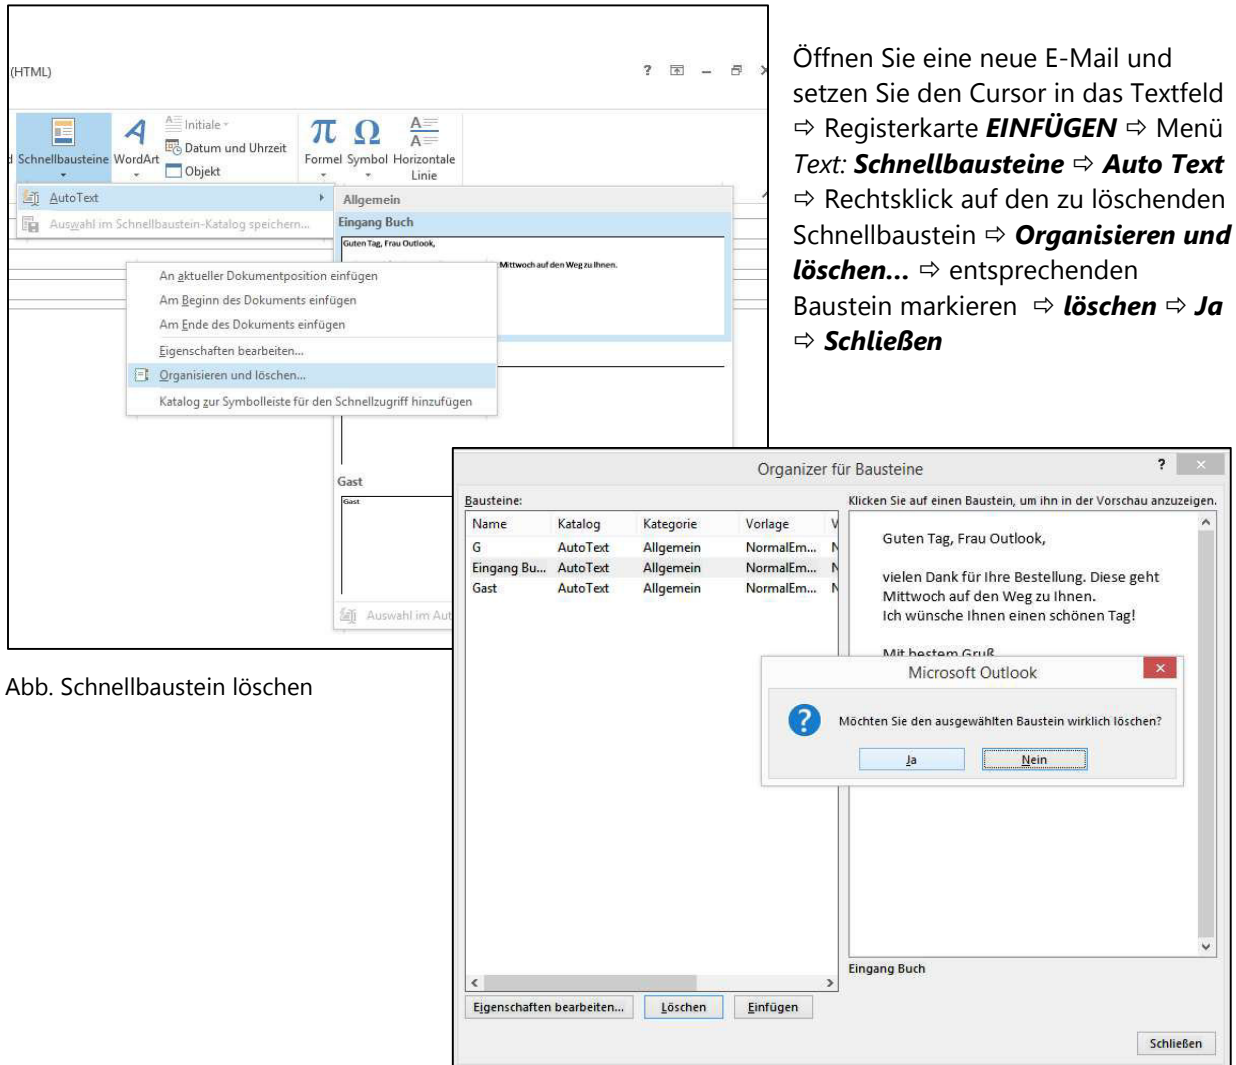 (HTML)
?
Schnellbausteine
WordArt
Initiale
Datum und Uhrzeit
Objekt
π
Ω
Formel
Symbol
Horizontale
Linie
AutoText
Auswahl im Schnellbaustein-Katalog speichern...
Allgemein
Eingang Buch
Guten Tag, Frau Outlook,
Mittwoch auf den Weg zu Ihnen.
An aktueller Dokumentposition einfügen
Am Beginn des Dokuments einfügen
Am Ende des Dokuments einfügen
Eigenschaften bearbeiten...
Organisieren und löschen...
Katalog zur Symbolleiste für den Schnellzugriff hinzufügen
Gast
Gast
Auswahl im Aut
Öffnen Sie eine neue E-Mail und
setzen Sie den Cursor in das Textfeld
⇨ Registerkarte EINFÜGEN ⇨ Menü
Text: Schnellbausteine ⇨ Auto Text
⇨ Rechtsklick auf den zu löschenden
Schnellbaustein ⇨ Organisieren und
löschen... ⇨ entsprechenden
Baustein markieren ⇨ löschen ⇨ Ja
⇨ Schließen
Abb. Schnellbaustein löschen
Organizer für Bausteine ?
Bausteine:
Name Katalog Kategorie Vorlage V
G AutoText Allgemein NormalEm... N
Eingang Bu... AutoText Allgemein NormalEm... N
Gast AutoText Allgemein NormalEm... N
Klicken Sie auf einen Baustein, um ihn in der Vorschau anzuzeigen.
Guten Tag, Frau Outlook,
vielen Dank für Ihre Bestellung. Diese geht
Mittwoch auf den Weg zu Ihnen.
Ich wünsche Ihnen einen schönen Tag!
Mit bestem Gruß
Microsoft Outlook
Möchten Sie den ausgewählten Baustein wirklich löschen?
Ja Nein
Eingang Buch
Eigenschaften bearbeiten... Löschen Einfügen
Schließen